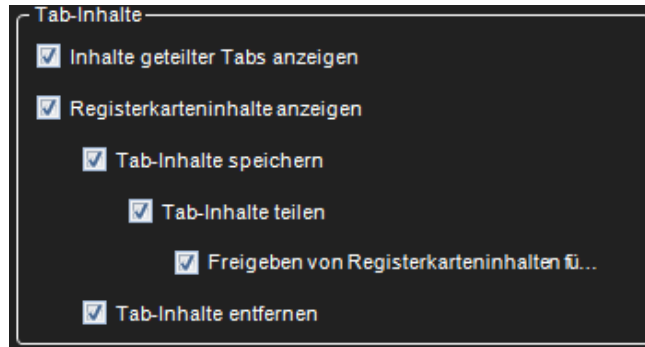 Tab-Inhalte
Inhalte geteilter Tabs anzeigen
Registerkarteninhalte anzeigen
Tab-Inhalte speichern
Tab-Inhalte teilen
Freigeben von Registerkarteninhalten fü...
Tab-Inhalte entfernen